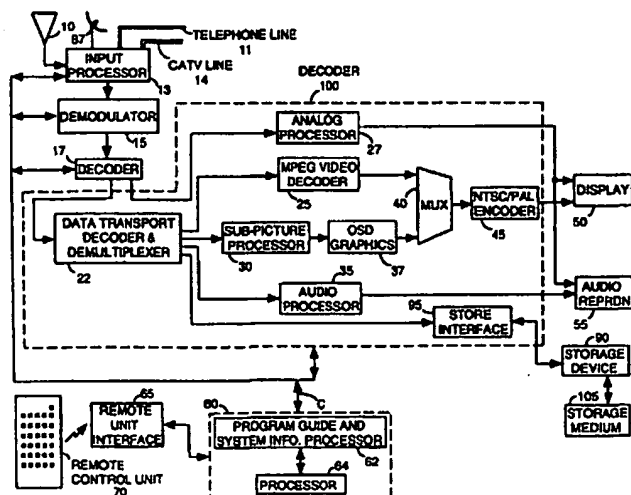 10
87
TELEPHONE LINE
11
CATV LINE
14
INPUT
PROCESSOR
13
DECODER
100
DEMODULATOR
15
ANALOG
PROCESSOR
27
17
DECODER
MPEG VIDEO
DECODER
25
40
MUX
NTSC/PAL
ENCODER
45
DISPLAY
50
DATA TRANSPORT
DECODER &
DEMULTIPLEXER
22
SUB-PICTURE
PROCESSOR
30
OSD
GRAPHICS
37
35
AUDIO
PROCESSOR
95
STORE
INTERFACE
AUDIO
REPRDN
55
90
STORAGE
DEVICE
105
STORAGE
MEDIUM
C
60
65
REMOTE
UNIT
INTERFACE
PROGRAM GUIDE AND
SYSTEM INFO. PROCESSOR
62
64
PROCESSOR
REMOTE
CONTROL UNIT
70